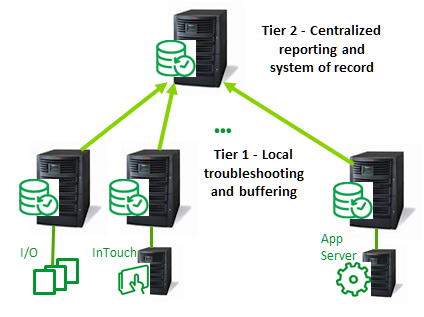 Tier 2 - Centralized
reporting and
system of record
...
Tier 1 - Local
troubleshooting
and buffering
I/O
InTouch
App
Server